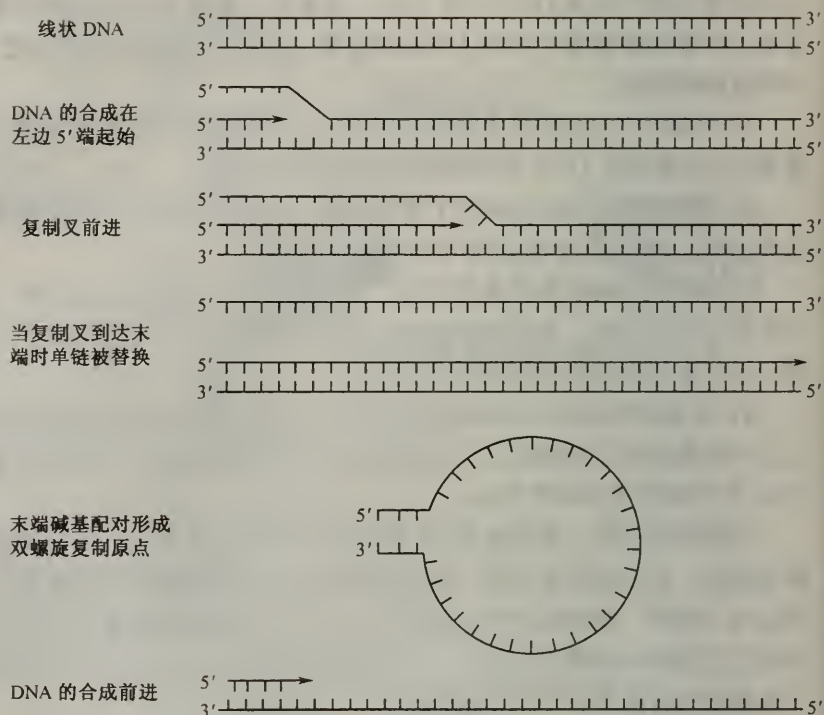 线状 DNA
5′ 3′
3′ 5′
5′
DNA 的合成在
左边 5′ 端起始
5′ 3′
3′ 5′
5′
复制叉前进
5′ 3′
3′ 5′
5′ 3′
当复制叉到达末
端时单链被替换
5′
3′ 5′
末端碱基配对形成
双螺旋复制原点
5′
3′
DNA 的合成前进
5′
3′ 5′